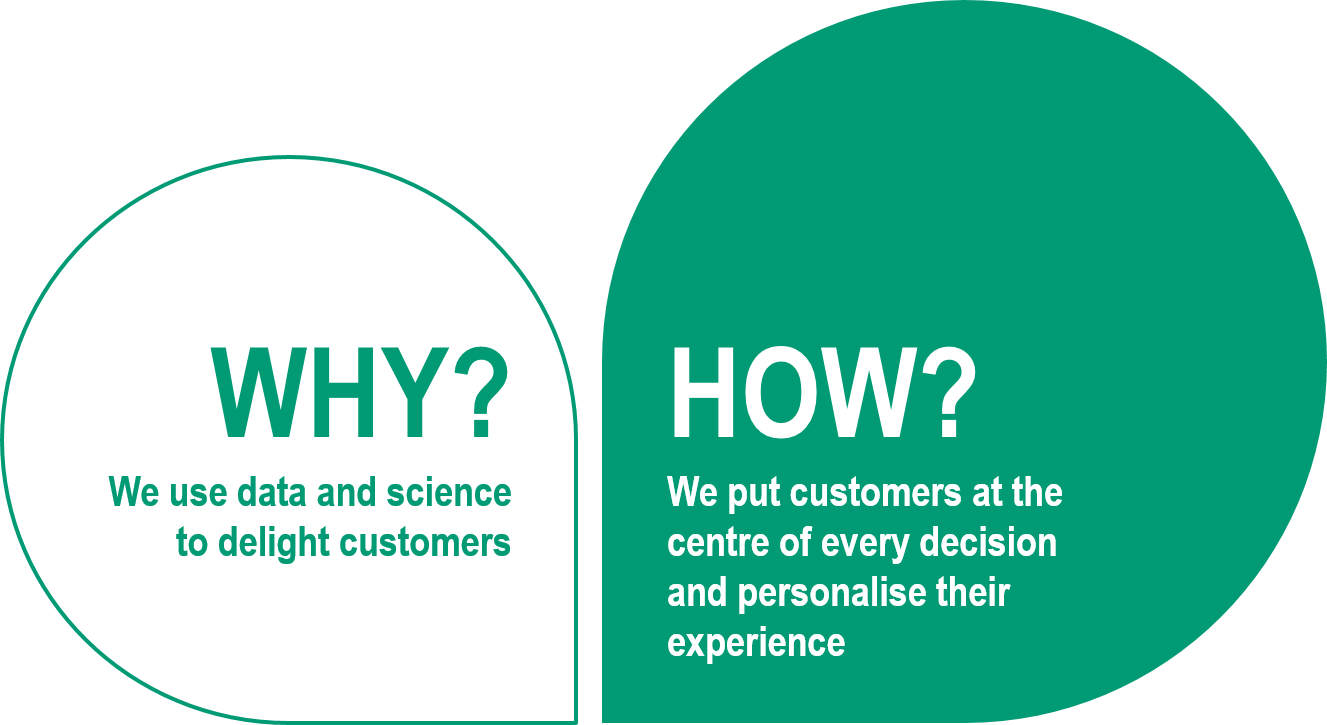 WHY?
We use data and science
to delight customers
HOW?
We put customers at the
centre of every decision
and personalise their
experience